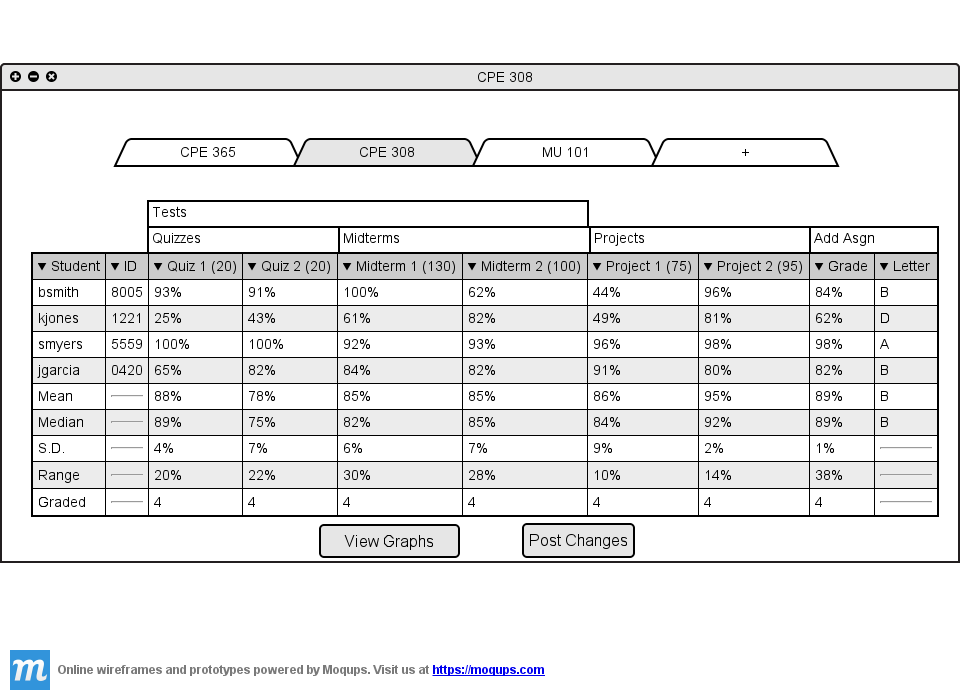 CPE 308
CPE 365 CPE 308 MU 101 +
Tests
Quizzes Midterms Projects Add Asgn
▼ Student ▼ ID ▼ Quiz 1 (20) ▼ Quiz 2 (20) ▼ Midterm 1 (130) ▼ Midterm 2 (100) ▼ Project 1 (75) ▼ Project 2 (95) ▼ Grade ▼ Letter
bsmith 8005 93% 91% 100% 62% 44% 96% 84% B
kjones 1221 25% 43% 61% 82% 49% 81% 62% D
smyers 5559 100% 100% 92% 93% 96% 98% 98% A
jgarcia 0420 65% 82% 84% 82% 91% 80% 82% B
Mean 88% 78% 85% 85% 86% 95% 89% B
Median 89% 75% 82% 85% 84% 92% 89% B
S.D. 4% 7% 6% 7% 9% 2% 1%
Range 20% 22% 30% 28% 10% 14% 38%
Graded 4 4 4 4 4 4 4
View Graphs Post Changes
m Online wireframes and prototypes powered by Moqups. Visit us at https://moqups.com